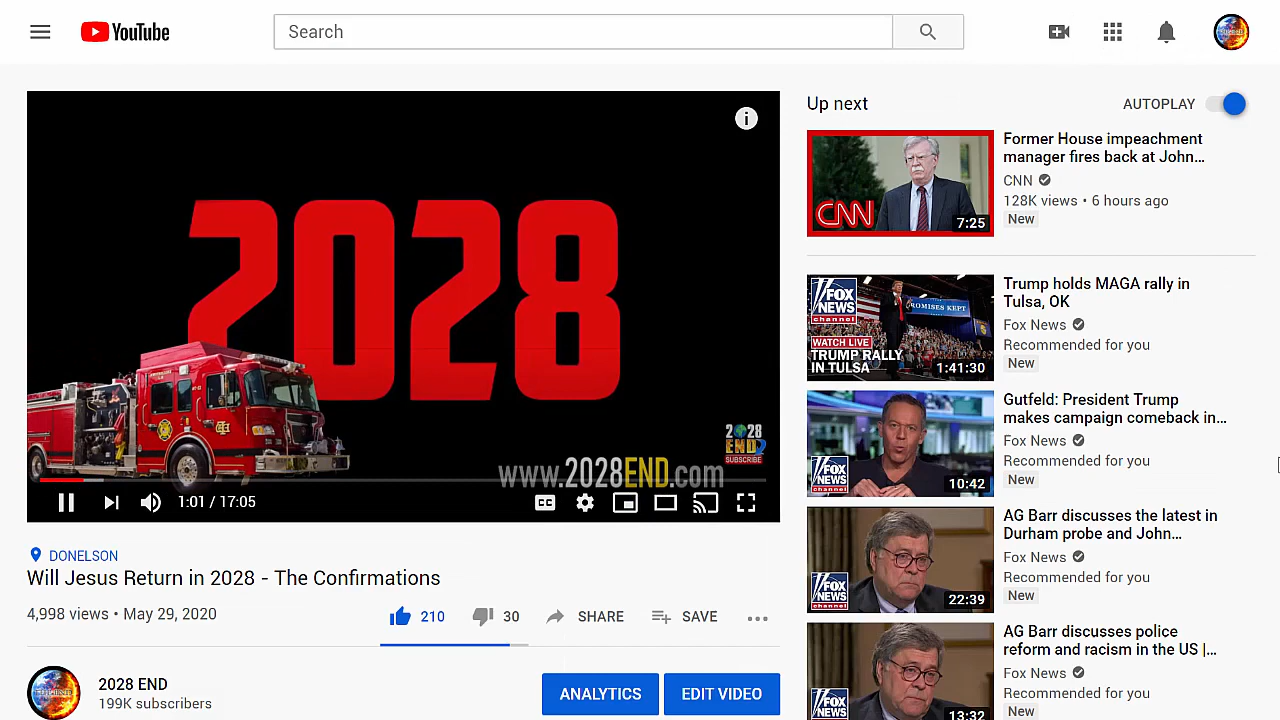 YouTube
Search
2028
2028
END
SUBSCRIBE
www.2028END.com
1:01 / 17:05
CC
DONELSON
Will Jesus Return in 2028 - The Confirmations
4,998 views • May 29, 2020
210
30
SHARE
SAVE
2028 END
199K subscribers
ANALYTICS
EDIT VIDEO
Up next
AUTOPLAY
CNN
7:25
Former House impeachment
manager fires back at John...
CNN
128K views • 6 hours ago
New
FOX
NEWS
channel
PROMISES KEPT
WATCH LIVE
TRUMP RALLY
IN TULSA
1:41:30
Trump holds MAGA rally in
Tulsa, OK
Fox News
Recommended for you
New
FOX
NEWS
channel
10:42
Gutfeld: President Trump
makes campaign comeback in...
Fox News
Recommended for you
New
FOX
NEWS
channel
22:39
AG Barr discusses the latest in
Durham probe and John...
Fox News
Recommended for you
New
FOX
NEWS
13:32
AG Barr discusses police
reform and racism in the US |...
Fox News
Recommended for you
New